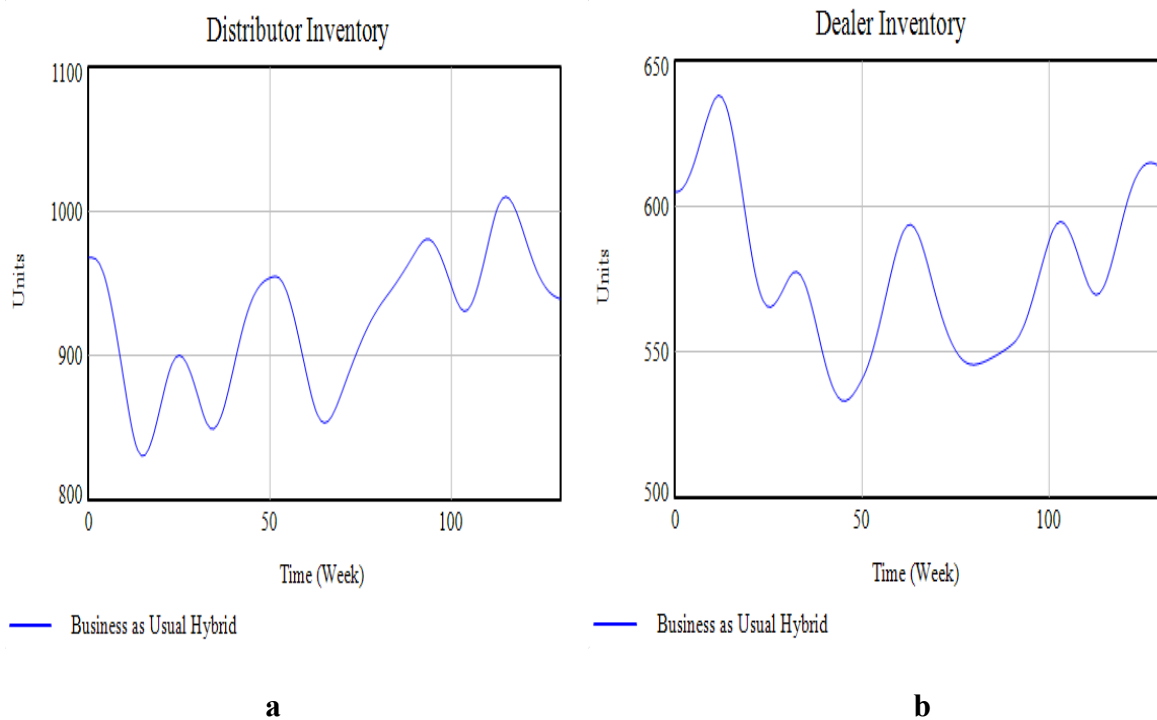 Distributor Inventory
1100
1000
900
800
Units
0
50
100
Time (Week)
Business as Usual Hybrid
a
Dealer Inventory
650
600
550
500
Units
0
50
100
Time (Week)
Business as Usual Hybrid
b